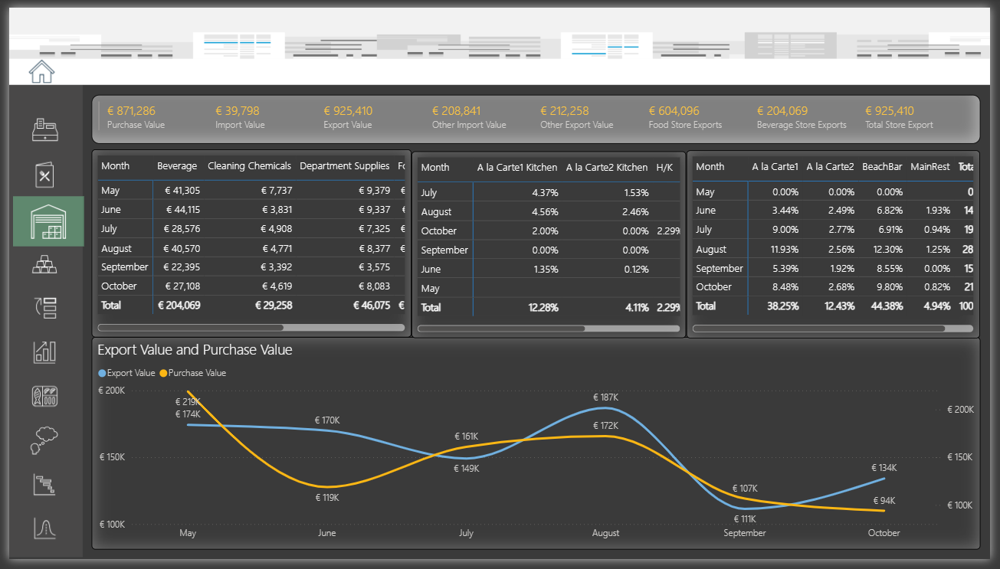 € 871,286 € 39,798 € 925,410 € 208,841 € 212,258 € 604,096 € 204,069 € 925,410
Purchase Value Import Value Export Value Other Import Value Other Export Value Food Store Exports Beverage Store Exports Total Store Export
Month Beverage Cleaning Chemicals Department Supplies Fo
May € 41,305 € 7,737 € 9,379 €
June € 44,115 € 3,831 € 9,337 €
July € 28,576 € 4,908 € 7,325 €
August € 40,570 € 4,771 € 8,377 €
September € 22,395 € 3,392 € 3,575
October € 27,108 € 4,619 € 8,083
Total € 204,069 € 29,258 € 46,075 €
Month A la Carte1 Kitchen A la Carte2 Kitchen H/K
July 4.37% 1.53%
August 4.56% 2.46%
October 2.00% 0.00% 2.29%
September 0.00% 0.00%
June 1.35% 0.12%
May
Total 12.28% 4.11% 2.29%
Month A la Carte1 A la Carte2 BeachBar MainRest Tota
May 0.00% 0.00% 0.00% 0
June 3.44% 2.49% 6.82% 1.93% 14
July 9.00% 2.77% 6.91% 0.94% 19
August 11.93% 2.56% 12.30% 1.25% 28
September 5.39% 1.92% 8.55% 0.00% 15
October 8.48% 2.68% 9.80% 0.82% 21
Total 38.25% 12.43% 44.38% 4.94% 100
Export Value and Purchase Value
Export Value Purchase Value
€ 200K
€ 150K
€ 100K
€ 219K
€ 174K
€ 170K
€ 119K
€ 161K
€ 149K
€ 187K
€ 172K
€ 107K
€ 111K
€ 134K
€ 94K
€ 200K
€ 150K
€ 100K
May June July August September October